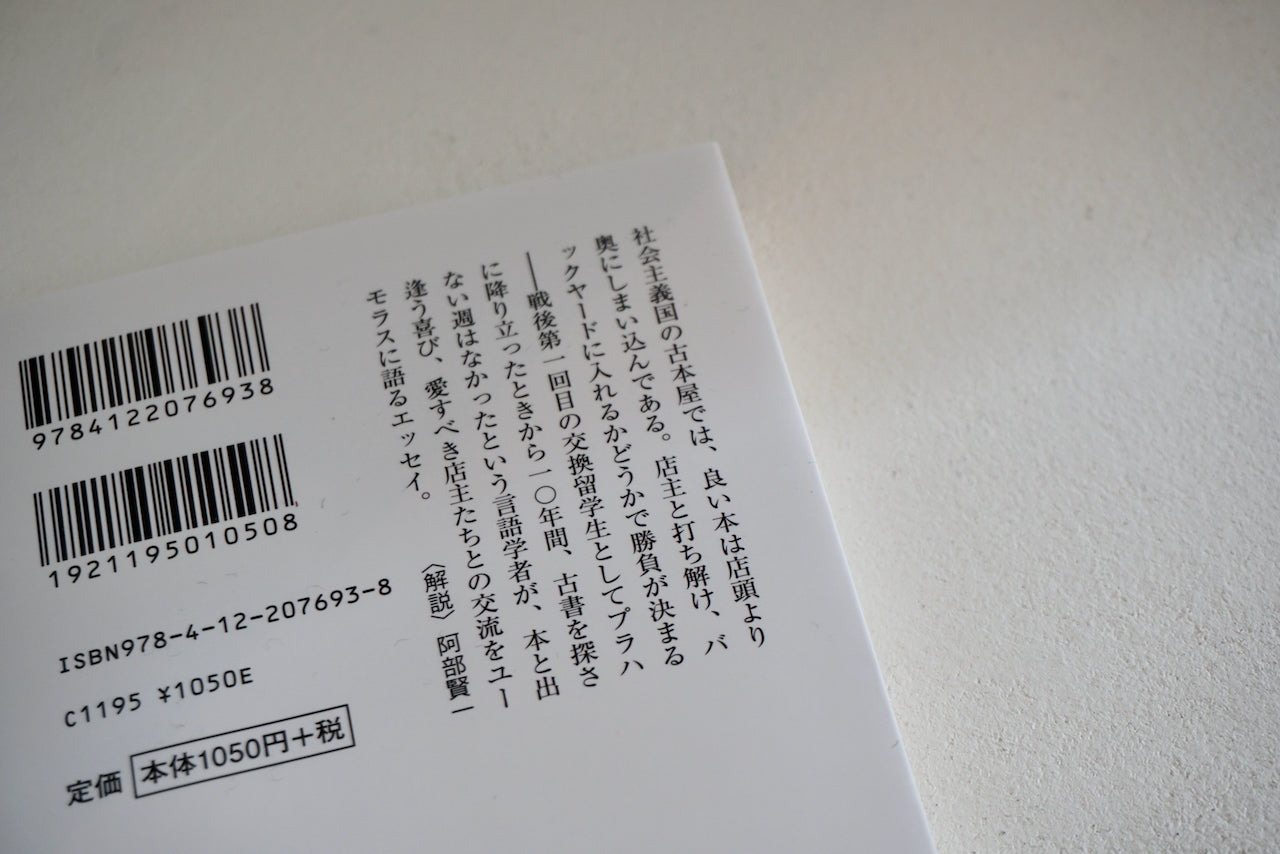 社会主義国の古本屋では、良い本は店頭より
奥にしまい込んである。店主と打ち解け、バ
ックヤードに入れるかどうかで勝負が決まる
――戦後第一回目の交換留学生としてプラハ
に降り立ったときから一〇年間、古書を探さ
ない週はなかったという言語学者が、本と出
逢う喜び、愛すべき店主たちとの交流をユー
モラスに語るエッセイ。
〈解説〉阿部賢一
9784122076938
1921195010508
ISBN978-4-12-207693-8
C1195 ¥1050E
定価 本体1050円+税